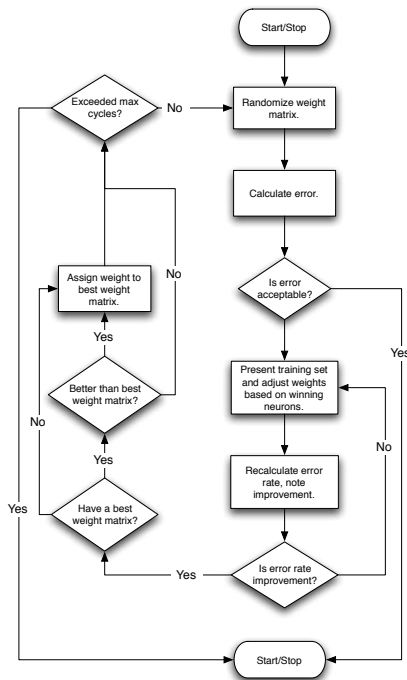 Start/Stop
Exceeded max
cycles?
No
Randomize weight
matrix.
Calculate error.
Is error
acceptable?
Assign weight to
best weight
matrix.
No
Yes
Yes
Present training set
and adjust weights
based on winning
neurons.
Better than best
weight matrix?
No
No
Yes
Recalculate error
rate, note
improvement.
Yes
Have a best
weight matrix?
Is error rate
improvement?
Yes
Start/Stop